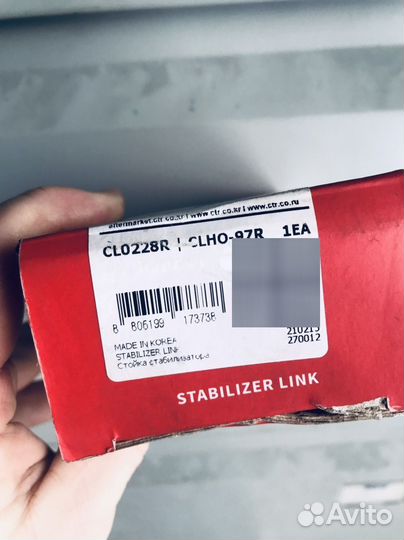 aftermarket.ctr.co.kr | www.ctr.co.kr | www.ctr.co.ru
CL0228R | CLHO-97R 1EA
8 806199 173738
210215
MADE IN KOREA 270012
STABILIZER LINK
Стойка стабилизатора
STABILIZER LINK
Avito